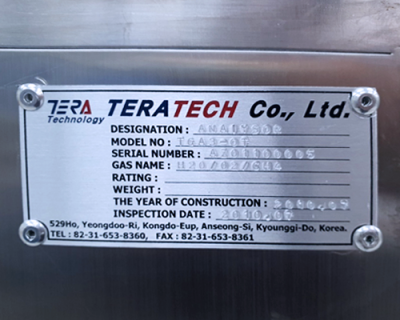 TERA TERATECH Co., Ltd.
Technology
DESIGNATION : ANALYSER
MODEL NO :
SERIAL NUMBER :
GAS NAME :
RATING :
WEIGHT :
THE YEAR OF CONSTRUCTION :
INSPECTION DATE :
529Ho, Yeongdoo-Ri, Kongdo-Eup, Anseong-Si, Kyounggi-Do, Korea.
TEL : 82-31-653-8360, FAX : 82-31-653-8361